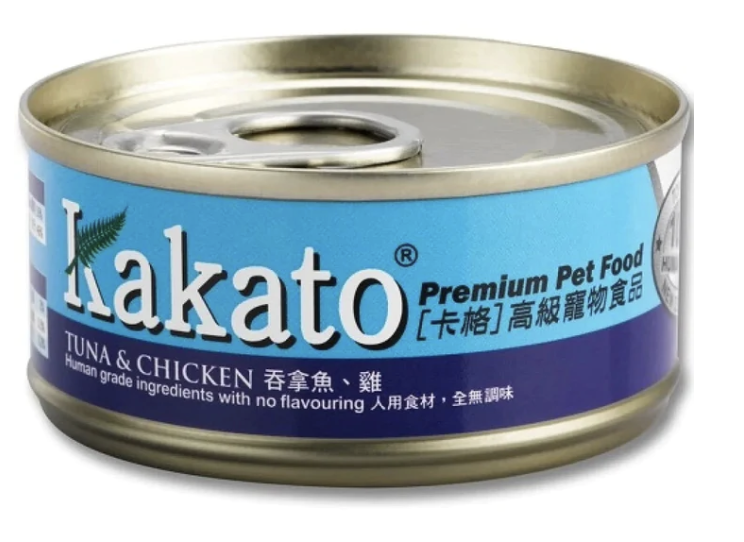 Kakato®
Premium Pet Food
[卡格]高級寵物食品
TUNA & CHICKEN 吞拿魚、雞
Human grade ingredients with no flavouring 人用食材，全無調味